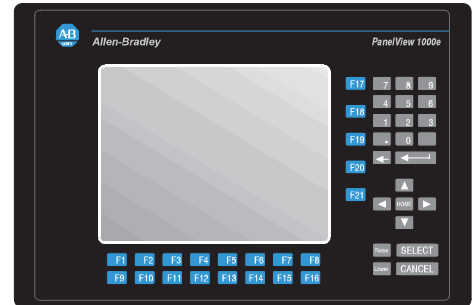 AB
Allen-Bradley
PanelView 1000e
F17 7 8 9
4 5 6
F18
1 2 3
F19 . 0
F20
F21
HOME
Raise SELECT
F1 F2 F3 F4 F5 F6 F7 F8
Lower CANCEL
F9 F10 F11 F12 F13 F14 F15 F16